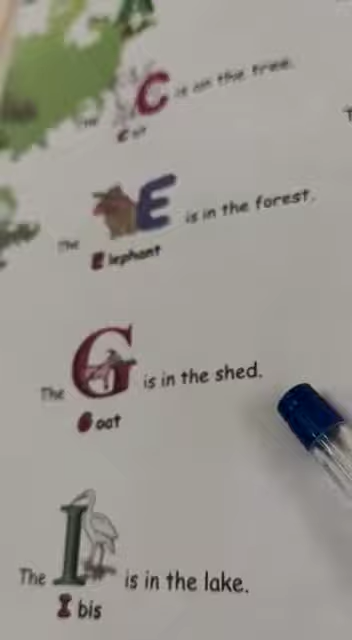 The C is on the tree.
Cat
The E is in the forest.
Elephant
The G is in the shed.
Goat
The I is in the lake.
Ibis